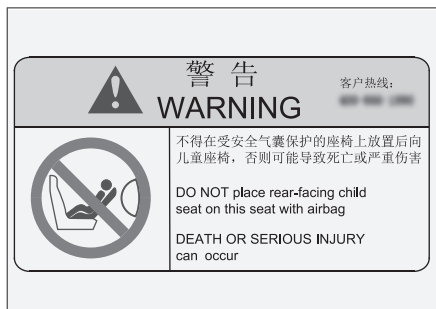 警告
WARNING
客户热线：
不得在受安全气囊保护的座椅上放置后向
儿童座椅，否则可能导致死亡或严重伤害
DO NOT place rear-facing child
seat on this seat with airbag
DEATH OR SERIOUS INJURY
can occur